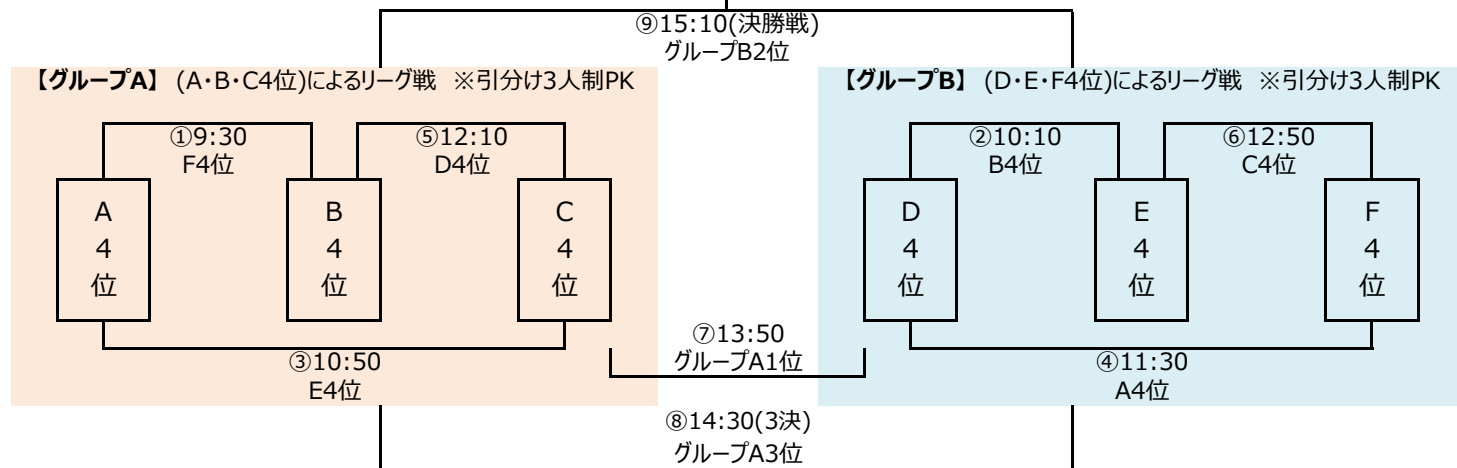 ⑨15:10(決勝戦)
グループB2位
【グループA】 (A・B・C4位)によるリーグ戦 ※引分け3人制PK
【グループB】 (D・E・F4位)によるリーグ戦 ※引分け3人制PK
①9:30
F4位
⑤12:10
D4位
②10:10
B4位
⑥12:50
C4位
A
4
位
B
4
位
C
4
位
D
4
位
E
4
位
F
4
位
③10:50
E4位
⑦13:50
グループA1位
④11:30
A4位
⑧14:30(3決)
グループA3位